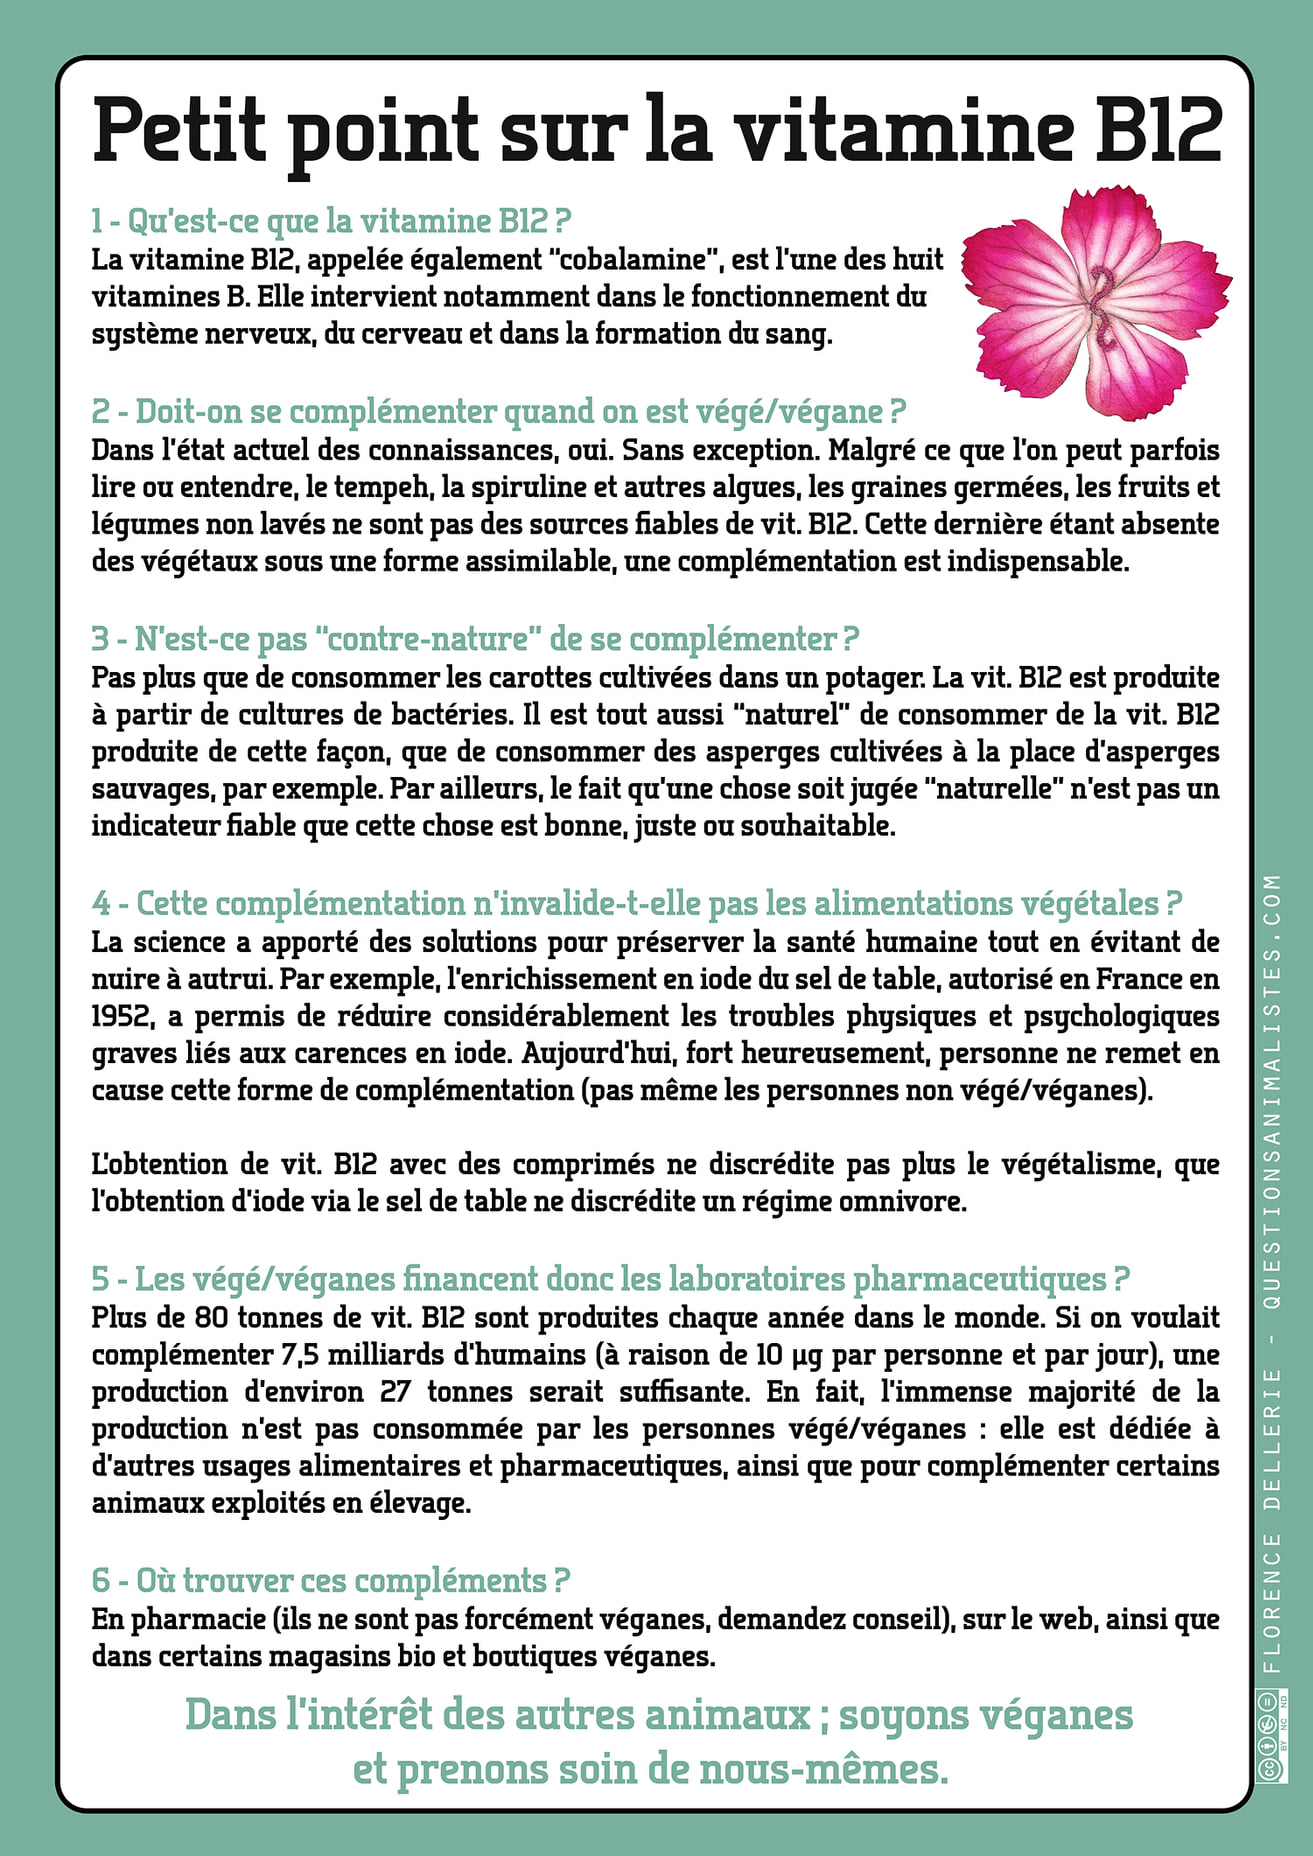 Petit point sur la vitamine B12
1 - Qu'est-ce que la vitamine B12 ?
La vitamine B12, appelée également "cobalamine", est l'une des huit
vitamines B. Elle intervient notamment dans le fonctionnement du
système nerveux, du cerveau et dans la formation du sang.
2 - Doit-on se complémenter quand on est végé/végane ?
Dans l'état actuel des connaissances, oui. Sans exception. Malgré ce que l'on peut parfois
lire ou entendre, le tempeh, la spiruline et autres algues, les graines germées, les fruits et
légumes non lavés ne sont pas des sources fiables de vit. B12. Cette dernière étant absente
des végétaux sous une forme assimilable, une complémentation est indispensable.
3 - N'est-ce pas "contre-nature" de se complémenter ?
Pas plus que de consommer les carottes cultivées dans un potager. La vit. B12 est produite
à partir de cultures de bactéries. Il est tout aussi "naturel" de consommer de la vit. B12
produite de cette façon, que de consommer des asperges cultivées à la place d'asperges
sauvages, par exemple. Par ailleurs, le fait qu'une chose soit jugée "naturelle" n'est pas un
indicateur fiable que cette chose est bonne, juste ou souhaitable.
4 - Cette complémentation n'invalide-t-elle pas les alimentations végétales ?
La science a apporté des solutions pour préserver la santé humaine tout en évitant de
nuire à autrui. Par exemple, l'enrichissement en iode du sel de table, autorisé en France en
1952, a permis de réduire considérablement les troubles physiques et psychologiques
graves liés aux carences en iode. Aujourd'hui, fort heureusement, personne ne remet en
cause cette forme de complémentation (pas même les personnes non végé/véganes).
L'obtention de vit. B12 avec des comprimés ne discrédite pas plus le végétalisme, que
l'obtention d'iode via le sel de table ne discrédite un régime omnivore.
5 - Les végé/véganes financent donc les laboratoires pharmaceutiques ?
Plus de 80 tonnes de vit. B12 sont produites chaque année dans le monde. Si on voulait
complémenter 7,5 milliards d'humains (à raison de 10 µg par personne et par jour), une
production d'environ 27 tonnes serait suffisante. En fait, l'immense majorité de la
production n'est pas consommée par les personnes végé/véganes : elle est dédiée à
d'autres usages alimentaires et pharmaceutiques, ainsi que pour complémenter certains
animaux exploités en élevage.
6 - Où trouver ces compléments ?
En pharmacie (ils ne sont pas forcément véganes, demandez conseil), sur le web, ainsi que
dans certains magasins bio et boutiques véganes.
Dans l'intérêt des autres animaux ; soyons véganes
et prenons soin de nous-mêmes.
FLORENCE DELLERIE - QUESTIONSANIMALISTES.COM
cc BY NC ND